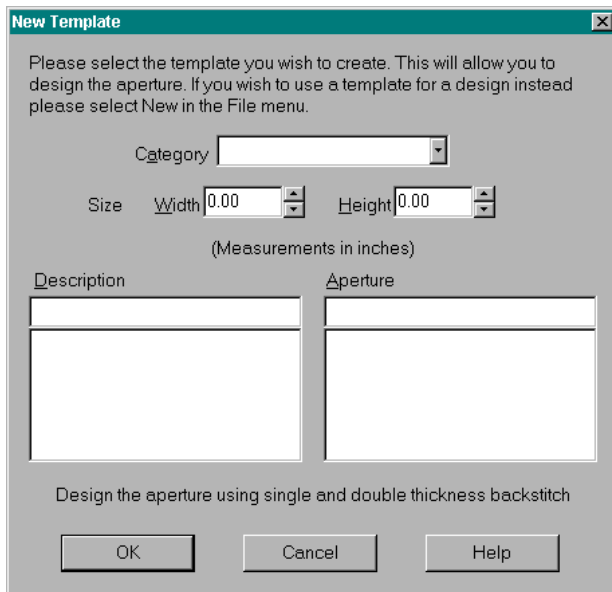 New Template
Please select the template you wish to create. This will allow you to
design the aperture. If you wish to use a template for a design instead
please select New in the File menu.
Category
Size Width 0.00 Height 0.00
(Measurements in inches)
Description Aperture
Design the aperture using single and double thickness backstitch
OK Cancel Help